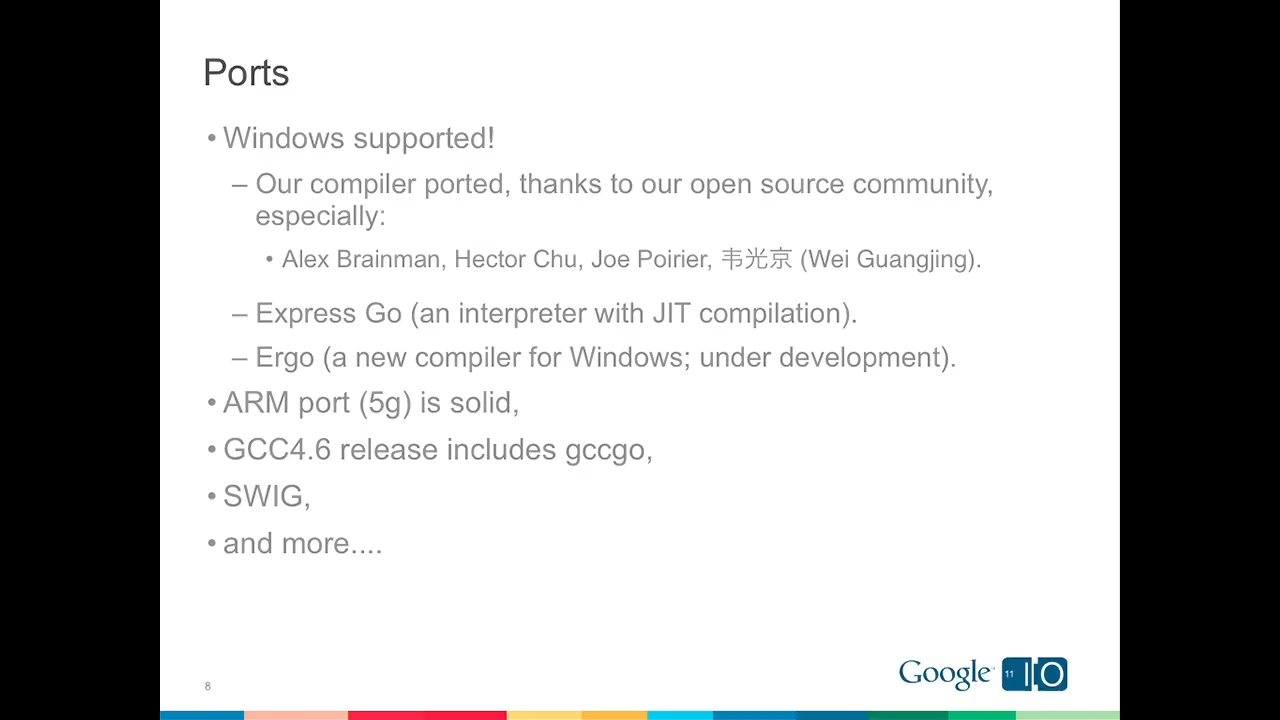 Ports
• Windows supported!
– Our compiler ported, thanks to our open source community,
especially:
• Alex Brainman, Hector Chu, Joe Poirier, 韦光京 (Wei Guangjing).
– Express Go (an interpreter with JIT compilation).
– Ergo (a new compiler for Windows; under development).
• ARM port (5g) is solid,
• GCC4.6 release includes gccgo,
• SWIG,
• and more....
8
Google 11 IO